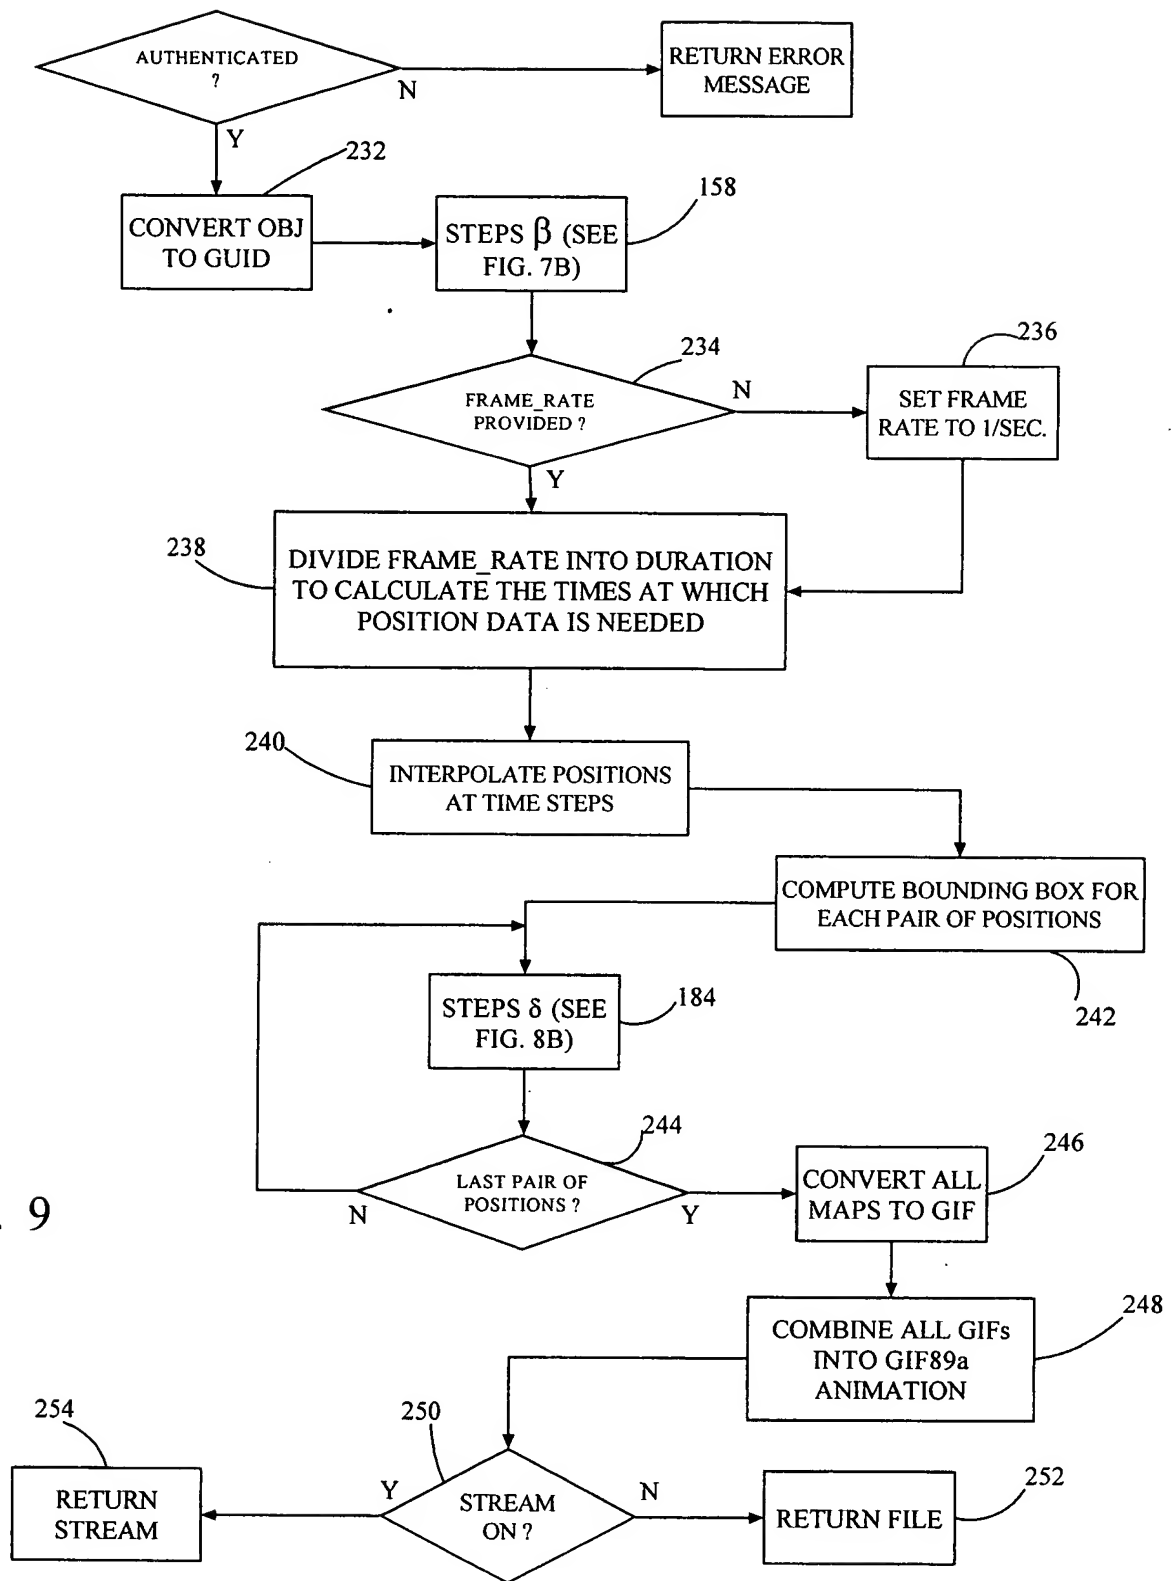 AUTHENTICATED
?
N
RETURN ERROR
MESSAGE
Y
232
CONVERT OBJ
TO GUID
158
STEPS β (SEE
FIG. 7B)
234
FRAME_RATE
PROVIDED ?
N
236
SET FRAME
RATE TO 1/SEC.
Y
238
DIVIDE FRAME_RATE INTO DURATION
TO CALCULATE THE TIMES AT WHICH
POSITION DATA IS NEEDED
240
INTERPOLATE POSITIONS
AT TIME STEPS
COMPUTE BOUNDING BOX FOR
EACH PAIR OF POSITIONS
242
STEPS δ (SEE
FIG. 8B)
184
244
LAST PAIR OF
POSITIONS ?
N
Y
246
CONVERT ALL
MAPS TO GIF
. 9
248
COMBINE ALL GIFs
INTO GIF89a
ANIMATION
254
250
RETURN
STREAM
Y
STREAM
ON ?
N
252
RETURN FILE